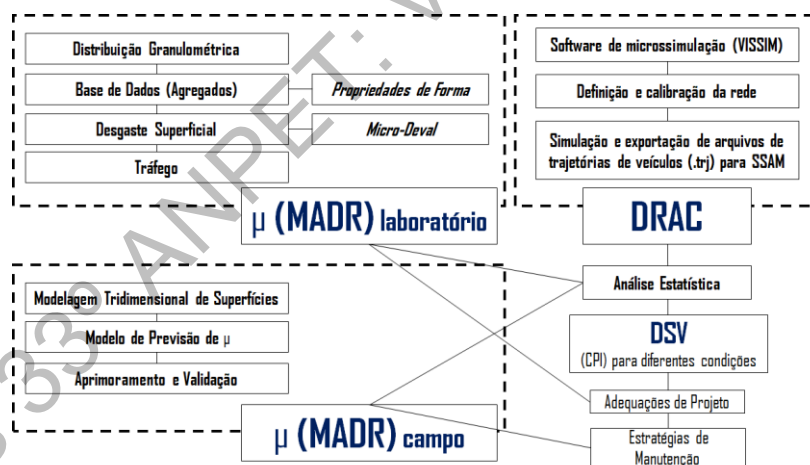 Distribuição Granulométrica
Base de Dados (Agregados)
Propriedades de Forma
Desgaste Superficial
Micro-Deval
Tráfego
μ (MADR) laboratório
Software de microssimulação (VISSIM)
Definição e calibração da rede
Simulação e exportação de arquivos de
trajetórias de veículos (.trj) para SSAM
DRAC
Modelagem Tridimensional de Superfícies
Modelo de Previsão de μ
Aprimoramento e Validação
μ (MADR) campo
Análise Estatística
DSV
(CPI) para diferentes condições
Adequações de Projeto
Estratégias de
Manutenção
33º ANPET: